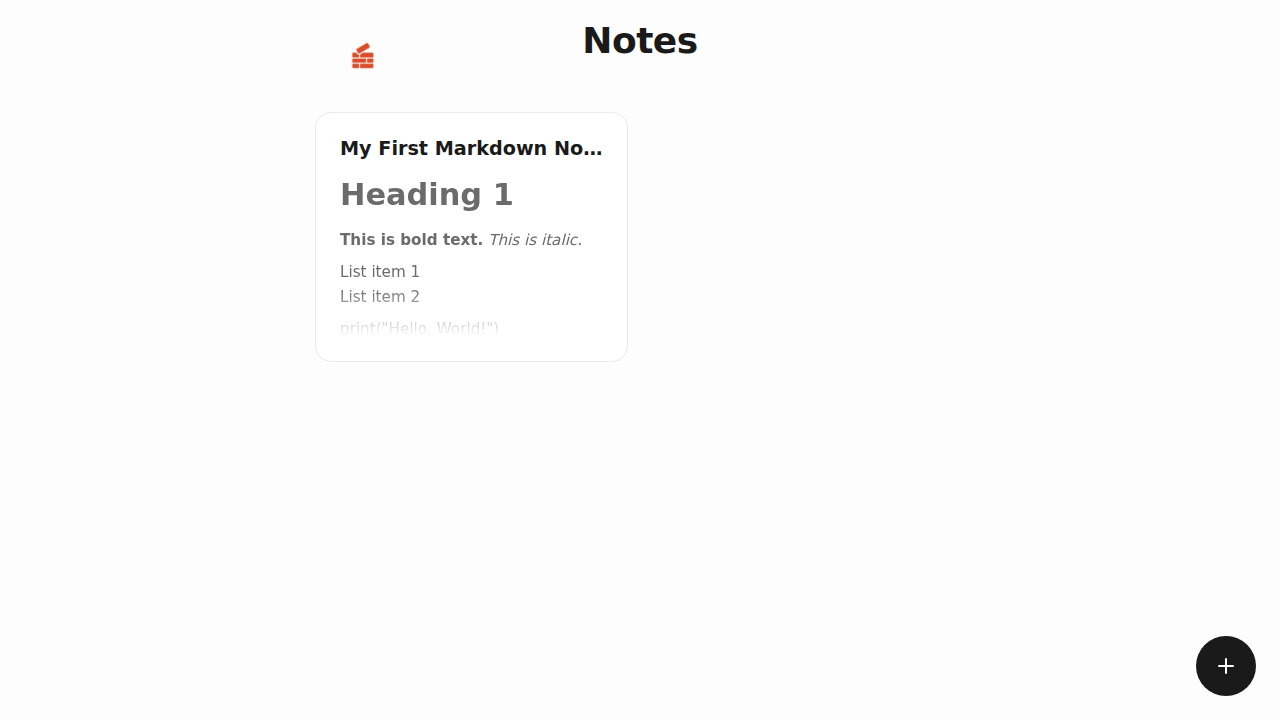 Notes
My First Markdown No...
Heading 1
This is bold text. This is italic.
List item 1
List item 2
print("Hello, World!")